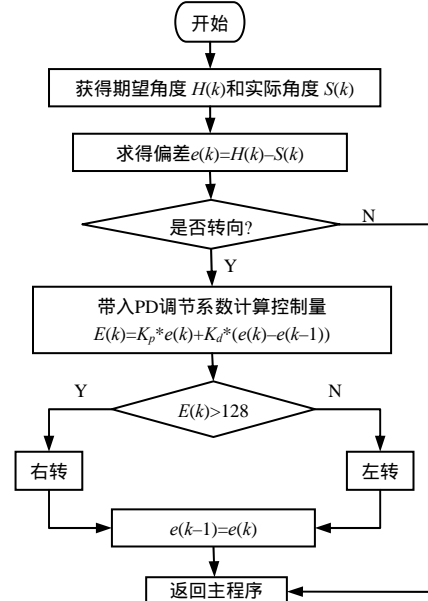 开始
获得期望角度 H(k)和实际角度 S(k)
求得偏差e(k)=H(k)–S(k)
是否转向?
N
Y
带入PD调节系数计算控制量
E(k)=Kp*e(k)+Kd*(e(k)–e(k–1))
Y
N
E(k)>128
右转
左转
e(k–1)=e(k)
返回主程序